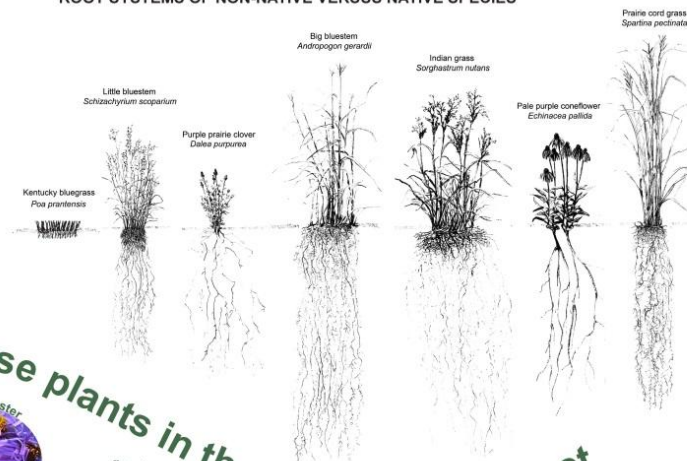 ROOT SYSTEMS OF NON-NATIVE VERSUS NATIVE SPECIES
Prairie cord grass
Spartina pectinata
Big bluestem
Andropogon gerardii
Indian grass
Sorghastrum nutans
Little bluestem
Schizachyrium scoparium
Pale purple coneflower
Echinacea pallida
Purple prairie clover
Dalea purpurea
Kentucky bluegrass
Poa prantensis
se plants in th
ster
et